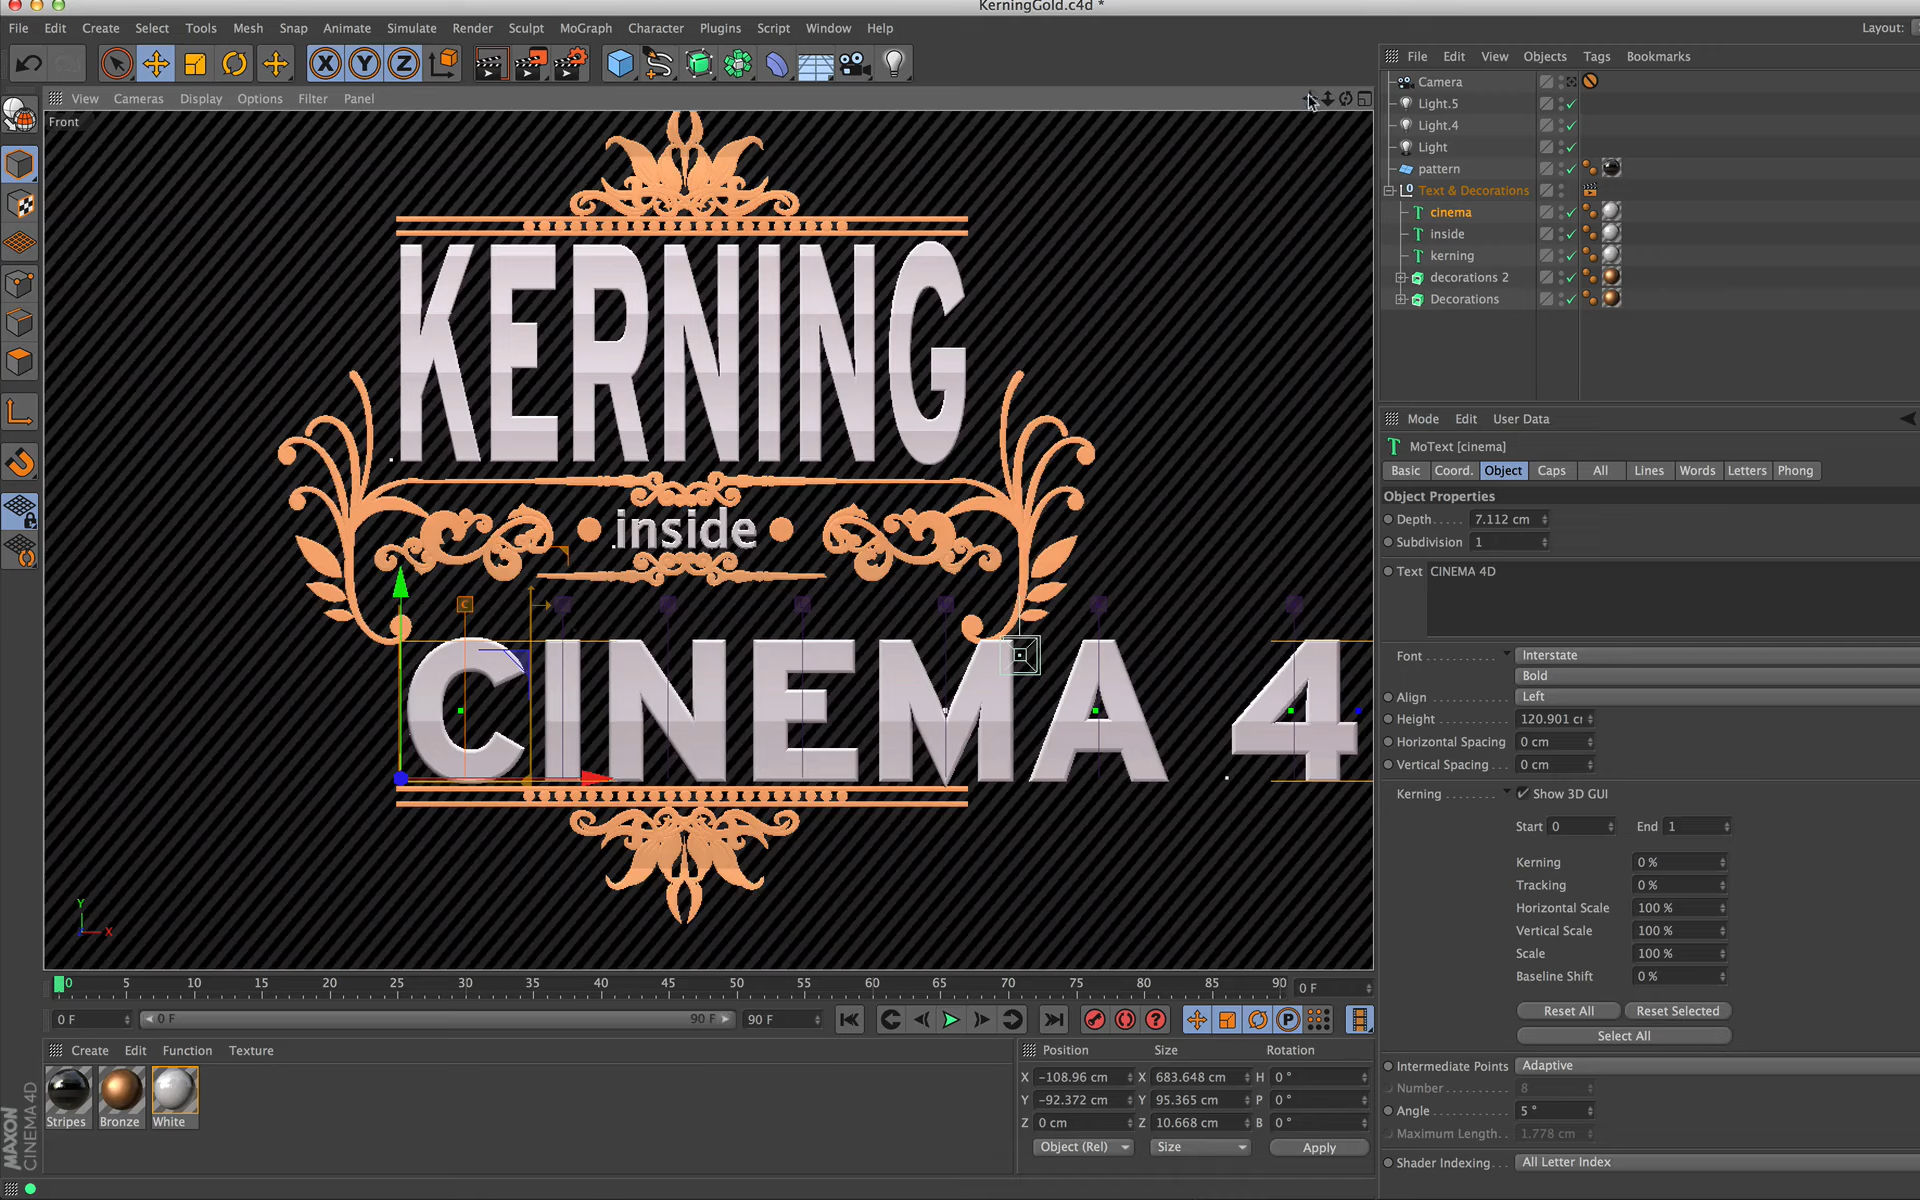 KerningGold.c4d *
File Edit Create Select Tools Mesh Snap Animate Simulate Render Sculpt MoGraph Character Plugins Script Window Help
Layout:
X Y Z
View Cameras Display Options Filter Panel
Front
KERNING
inside
C
CINEMA 4
Y
X
File Edit View Objects Tags Bookmarks
Camera
Light.5
Light.4
Light
pattern
Text & Decorations
cinema
inside
kerning
decorations 2
Decorations
Mode Edit User Data
MoText [cinema]
Basic Coord. Object Caps All Lines Words Letters Phong
Object Properties
Depth..... 7.112 cm
Subdivision 1
Text CINEMA 4D
Font Interstate
Bold
Align Left
Height 120.901 cm
Horizontal Spacing 0 cm
Vertical Spacing 0 cm
Kerning Show 3D GUI
Start 0 End 1
Kerning 0 %
Tracking 0 %
Horizontal Scale 100 %
Vertical Scale 100 %
Scale 100 %
Baseline Shift 0 %
Reset All Reset Selected
Select All
Intermediate Points Adaptive
Number 8
Angle 5 °
Maximum Length.. 1.778 cm
Shader Indexing... All Letter Index
0 5 10 15 20 25 30 35 40 45 50 55 60 65 70 75 80 85 90 0 F
0 F 0 F 90 F 90 F
P
Create Edit Function Texture
Stripes Bronze White
Position Size Rotation
X -108.96 cm X 683.648 cm H 0 °
Y -92.372 cm Y 95.365 cm P 0 °
Z 0 cm Z 10.668 cm B 0 °
Object (Rel) Size Apply
MAXON
CINEMA 4D